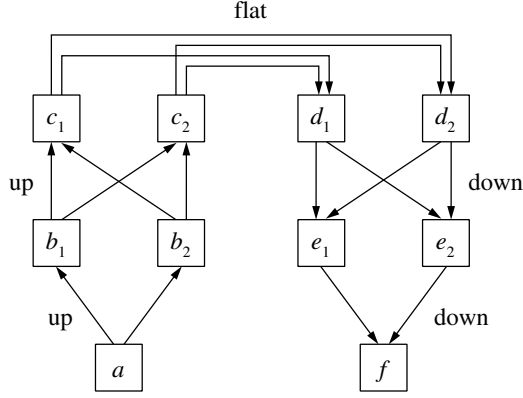 flat
c₁ c₂ d₁ d₂
up down
b₁ b₂ e₁ e₂
up down
a f